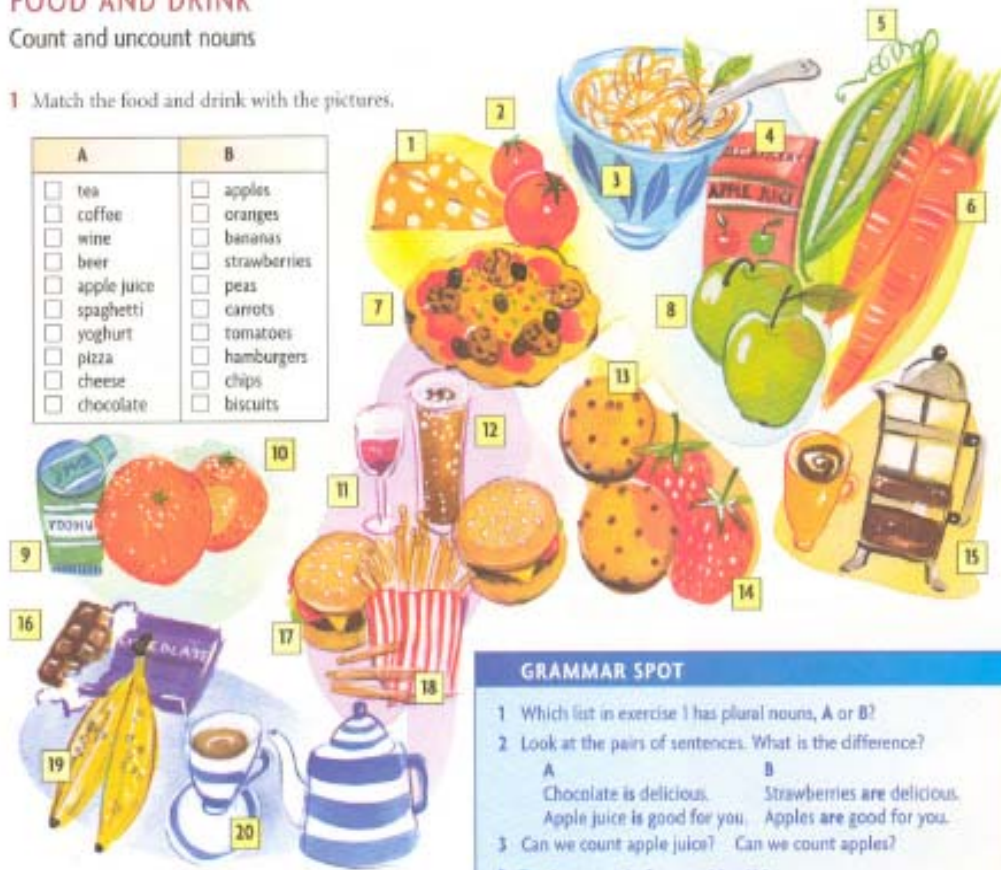 FOOD AND DRINK
Count and uncount nouns
1 Match the food and drink with the pictures.
A B
tea apples
coffee oranges
wine bananas
beer strawberries
apple juice peas
spaghetti carrots
yoghurt tomatoes
pizza hamburgers
cheese chips
chocolate biscuits
1
2
3
4
APPLE JUICE
5
6
7
8
9
10
11
12
13
14
15
16
CHOCOLATE
17
18
19
20
GRAMMAR SPOT
1 Which list in exercise 1 has plural nouns, A or B?
2 Look at the pairs of sentences. What is the difference?
A B
Chocolate is delicious. Strawberries are delicious.
Apple juice is good for you. Apples are good for you.
3 Can we count apple juice? Can we count apples?